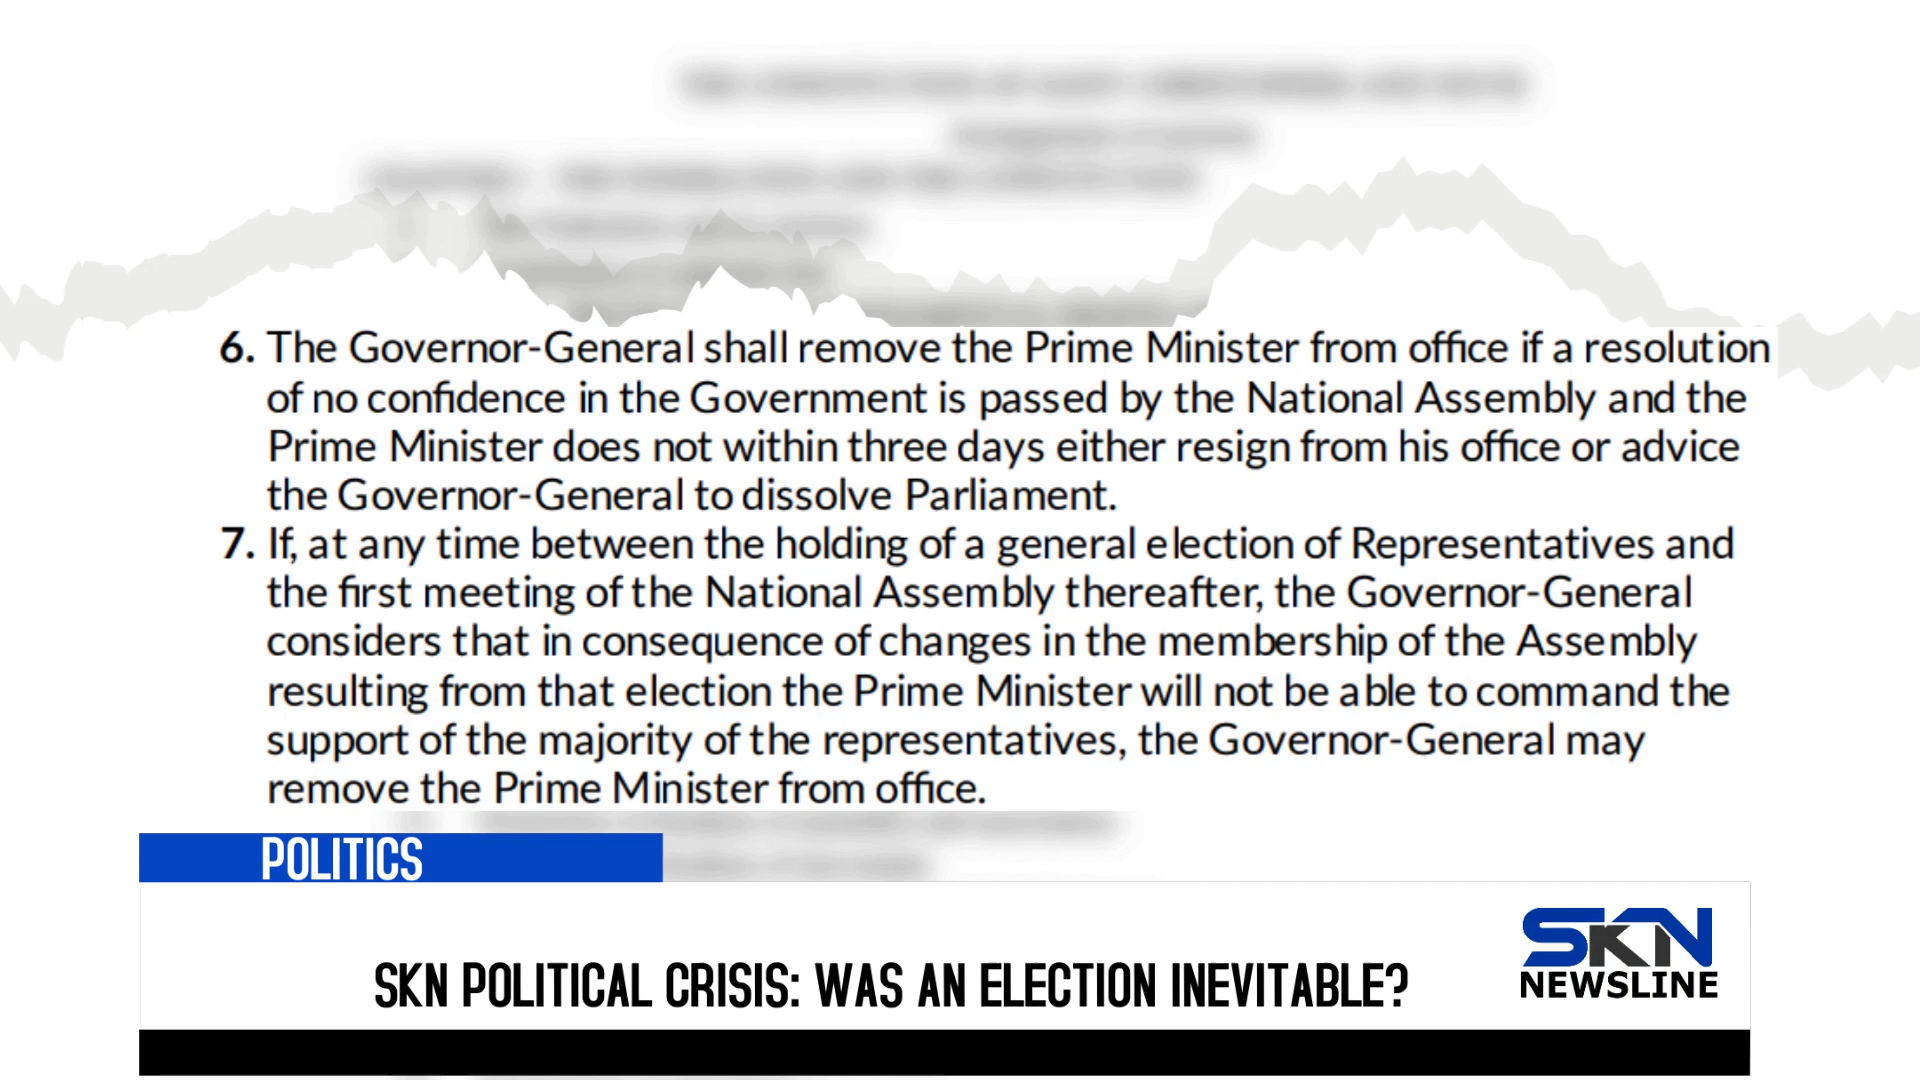 6. The Governor-General shall remove the Prime Minister from office if a resolution
of no confidence in the Government is passed by the National Assembly and the
Prime Minister does not within three days either resign from his office or advice
the Governor-General to dissolve Parliament.
7. If, at any time between the holding of a general election of Representatives and
the first meeting of the National Assembly thereafter, the Governor-General
considers that in consequence of changes in the membership of the Assembly
resulting from that election the Prime Minister will not be able to command the
support of the majority of the representatives, the Governor-General may
remove the Prime Minister from office.
POLITICS
SKN POLITICAL CRISIS: WAS AN ELECTION INEVITABLE?
SKN
NEWSLINE